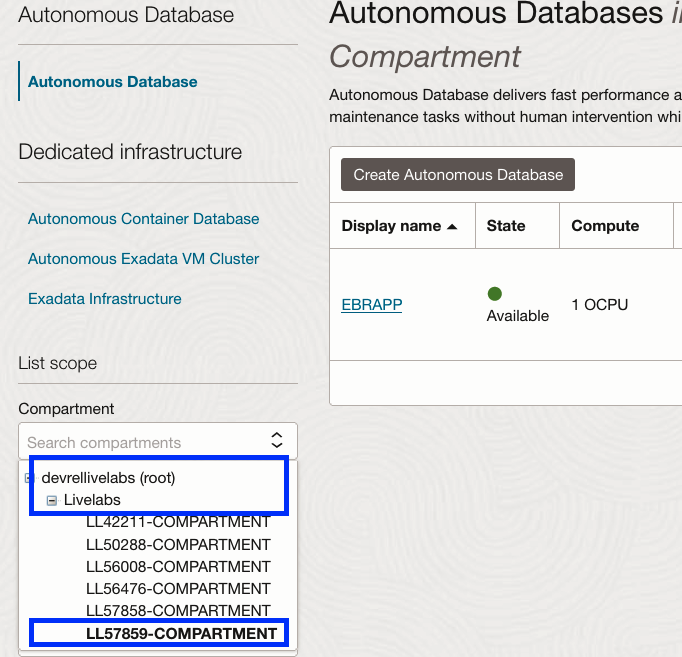 Autonomous Database
Autonomous Database
Dedicated infrastructure
Autonomous Container Database
Autonomous Exadata VM Cluster
Exadata Infrastructure
List scope
Compartment
Search compartments
devrellivelabs (root)
Livelabs
LL42211-COMPARTMENT
LL50288-COMPARTMENT
LL56008-COMPARTMENT
LL56476-COMPARTMENT
LL57858-COMPARTMENT
LL57859-COMPARTMENT
Autonomous Databases
Compartment
Autonomous Database delivers fast performance a
maintenance tasks without human intervention whi
Create Autonomous Database
Display name State Compute
EBRAPP Available 1 OCPU